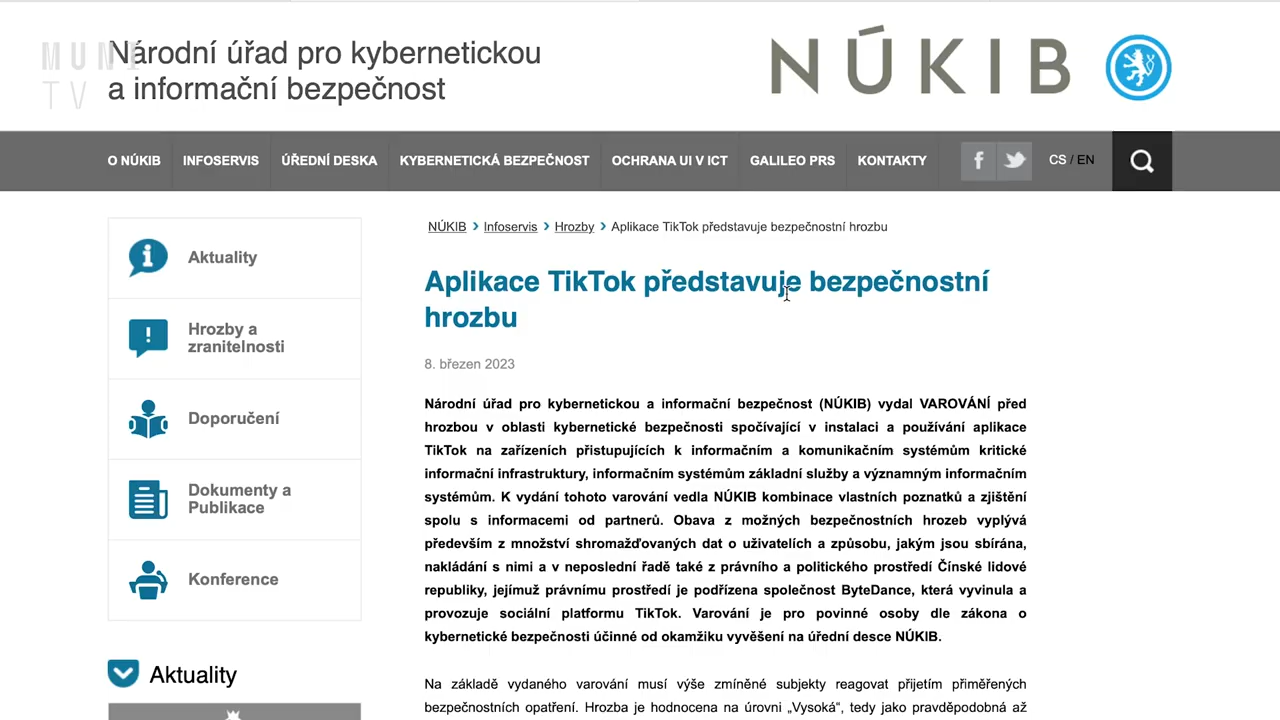 MUNI
TV
Národní úřad pro kybernetickou
a informační bezpečnost
NÚKIB
O NÚKIB INFOSERVIS ÚŘEDNÍ DESKA KYBERNETICKÁ BEZPEČNOST OCHRANA UI V ICT GALILEO PRS KONTAKTY f CS / EN
NÚKIB > Infoservis > Hrozby > Aplikace TikTok představuje bezpečnostní hrozbu
Aktuality
Hrozby a
zranitelnosti
Doporučení
Dokumenty a
Publikace
Konference
Aktuality
Aplikace TikTok představuje bezpečnostní
hrozbu
8. březen 2023
Národní úřad pro kybernetickou a informační bezpečnost (NÚKIB) vydal VAROVÁNÍ před
hrozbou v oblasti kybernetické bezpečnosti spočívající v instalaci a používání aplikace
TikTok na zařízeních přistupujících k informačním a komunikačním systémům kritické
informační infrastruktury, informačním systémům základní služby a významným informačním
systémům. K vydání tohoto varování vedla NÚKIB kombinace vlastních poznatků a zjištění
spolu s informacemi od partnerů. Obava z možných bezpečnostních hrozeb vyplývá
především z množství shromažďovaných dat o uživatelích a způsobu, jakým jsou sbírána,
nakládání s nimi a v neposlední řadě také z právního a politického prostředí Čínské lidové
republiky, jejímuž právnímu prostředí je podřízena společnost ByteDance, která vyvinula a
provozuje sociální platformu TikTok. Varování je pro povinné osoby dle zákona o
kybernetické bezpečnosti účinné od okamžiku vyvěšení na úřední desce NÚKIB.
Na základě vydaného varování musí výše zmíněné subjekty reagovat přijetím přiměřených
bezpečnostních opatření. Hrozba je hodnocena na úrovni „Vysoká“, tedy jako pravděpodobná až